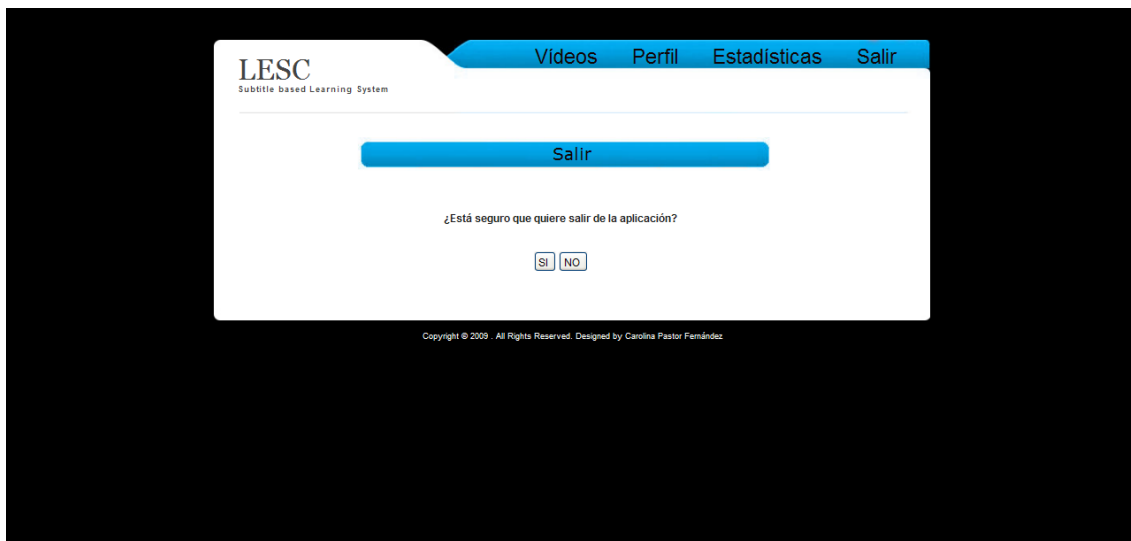 LESC
Subtitle based Learning System
Vídeos Perfil Estadísticas Salir
Salir
¿Está seguro que quiere salir de la aplicación?
SI NO
Copyright © 2009 . All Rights Reserved. Designed by Carolina Pastor Fernández